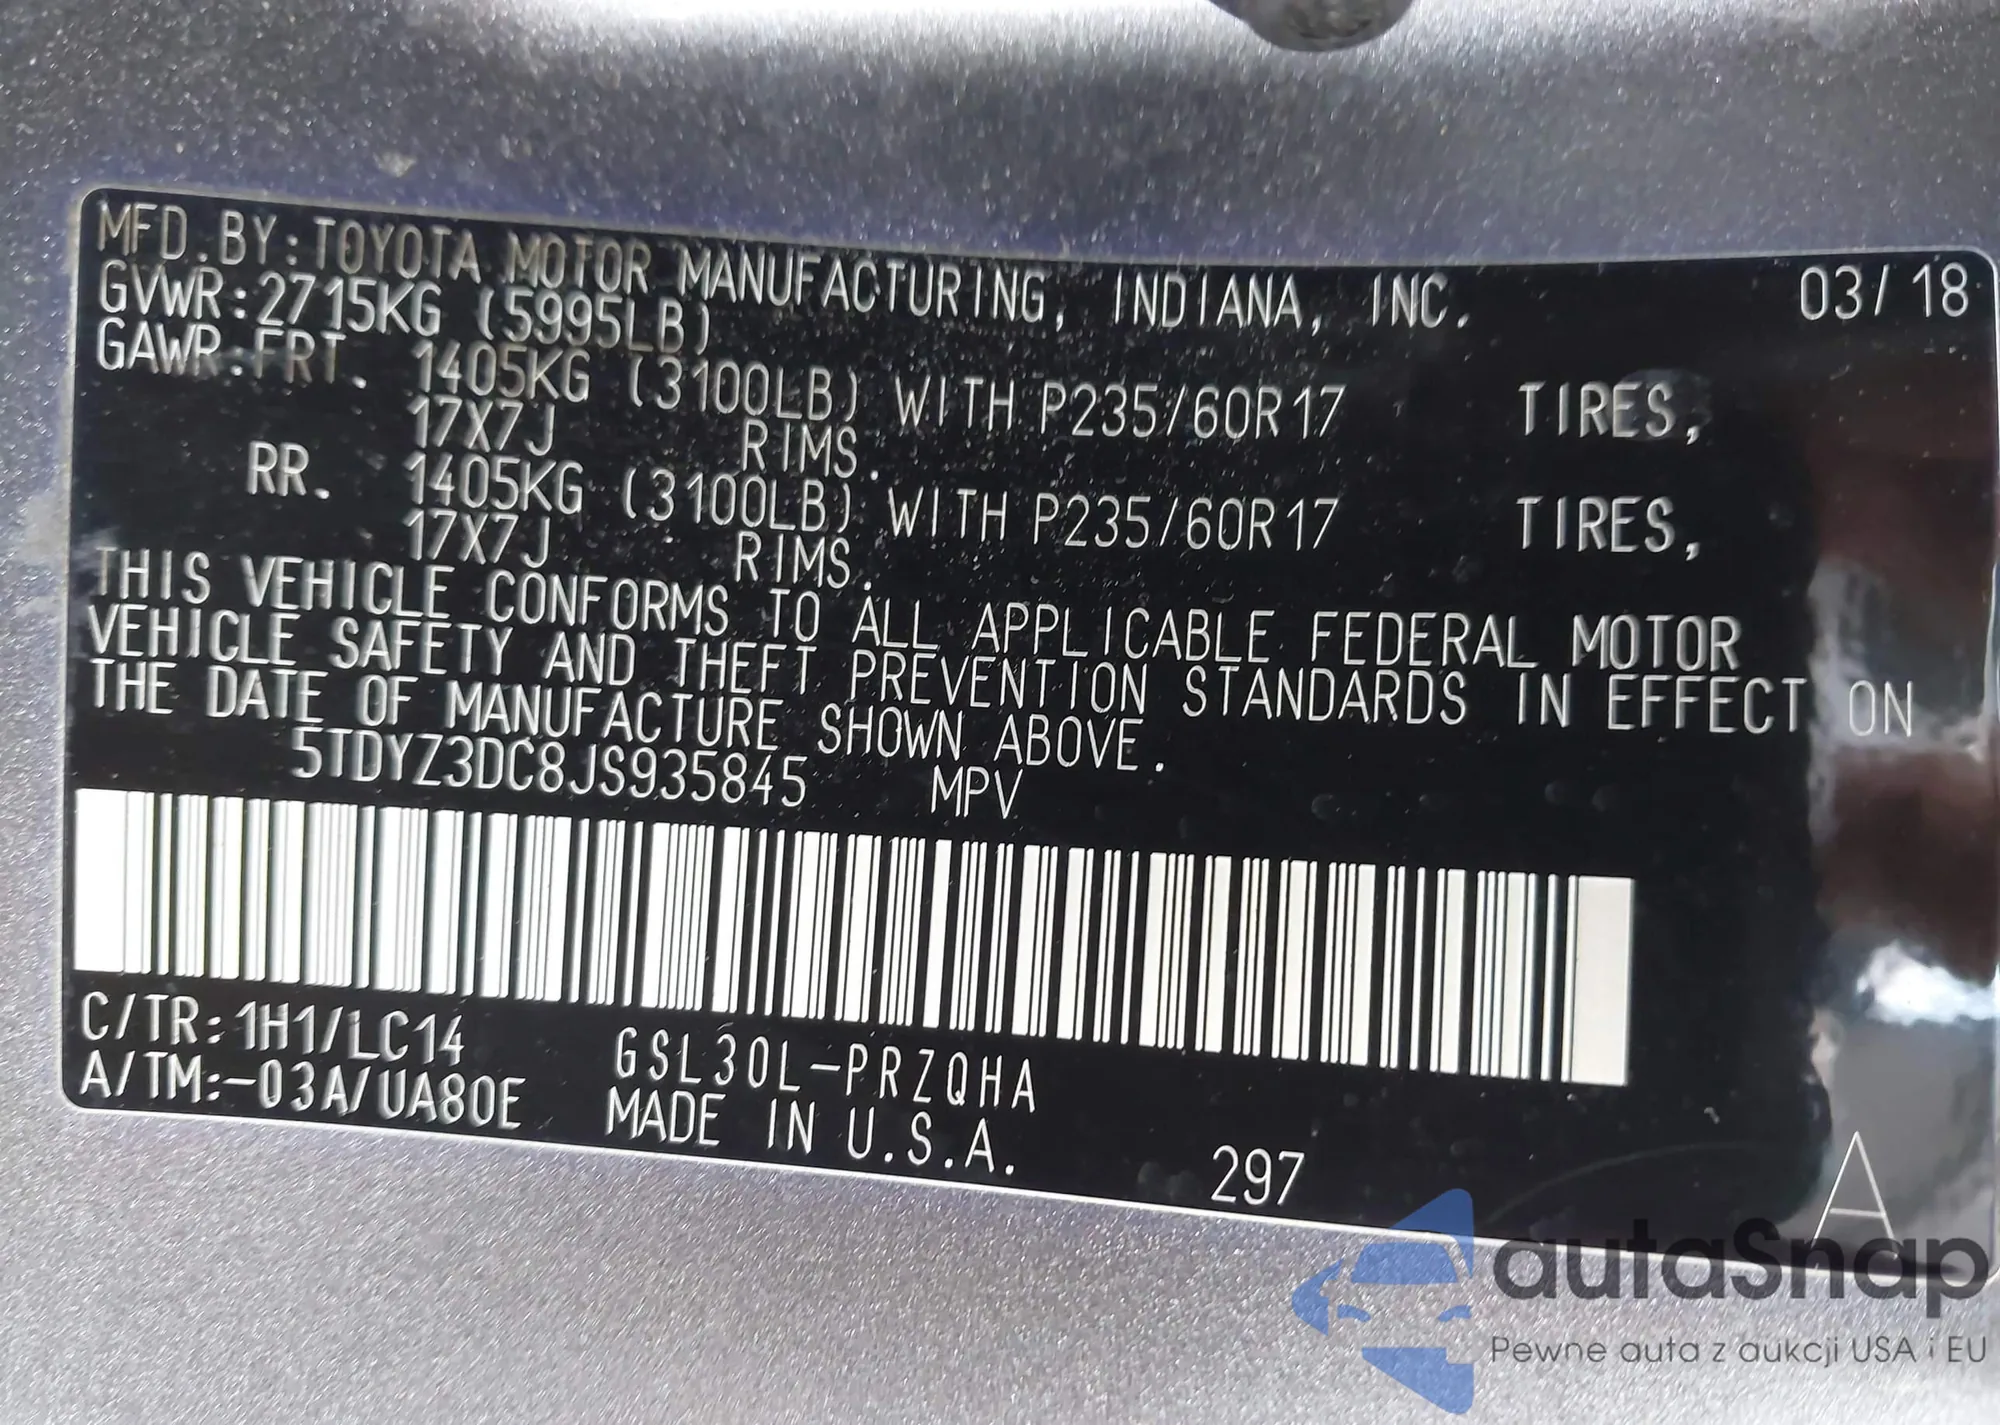 MFD.BY:TOYOTA MOTOR MANUFACTURING, INDIANA, INC. 03/18
GVWR:2715KG (5995LB)
GAWR:FRT. 1405KG (3100LB) WITH P235/60R17 TIRES,
17X7J RIMS.
RR. 1405KG (3100LB) WITH P235/60R17 TIRES,
17X7J RIMS.
THIS VEHICLE CONFORMS TO ALL APPLICABLE FEDERAL MOTOR
VEHICLE SAFETY AND THEFT PREVENTION STANDARDS IN EFFECT ON
THE DATE OF MANUFACTURE SHOWN ABOVE.
5TDYZ3DC8JS935845 MPV
C/TR:1H1/LC14 GSL30L-PRZQHA
A/TM:-03A/UA80E MADE IN U.S.A. 297
A
autaSnap
Pewne auta z aukcji USA i EU